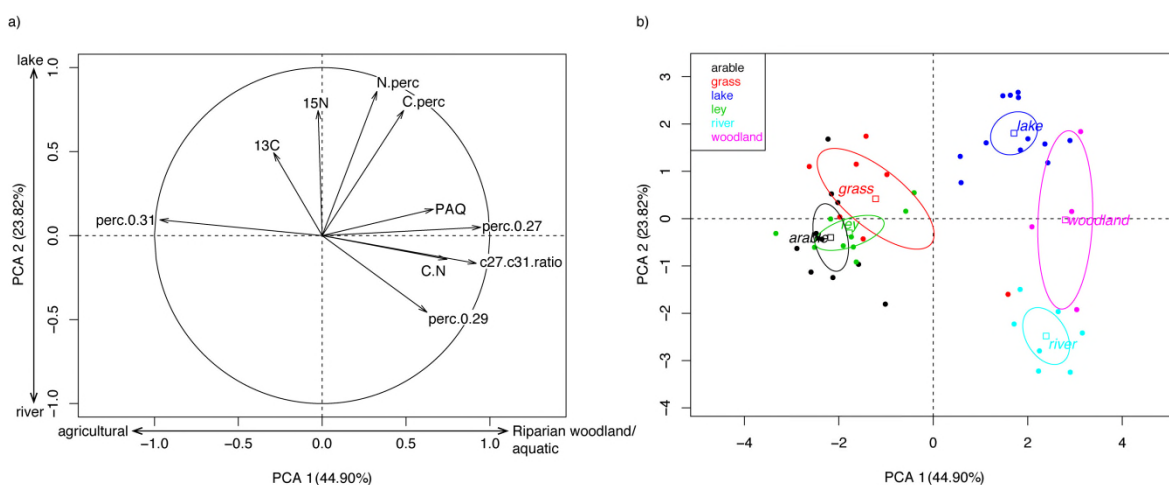 a)
lake
1.0
0.5
0.0
−0.5
−1.0
river
PCA 2 (23.82%)
N.perc
C.perc
15N
13C
PAQ
perc.0.31
perc.0.27
c27.c31.ratio
C.N
perc.0.29
agricultural
−1.0
−0.5
0.0
0.5
1.0
Riparian woodland/
aquatic
PCA 1 (44.90%)
b)
arable
grass
lake
ley
river
woodland
3
2
1
0
−1
−2
−3
−4
PCA 2 (23.82%)
lake
grass
woodland
ley
arable
river
−4
−2
0
2
4
PCA 1 (44.90%)